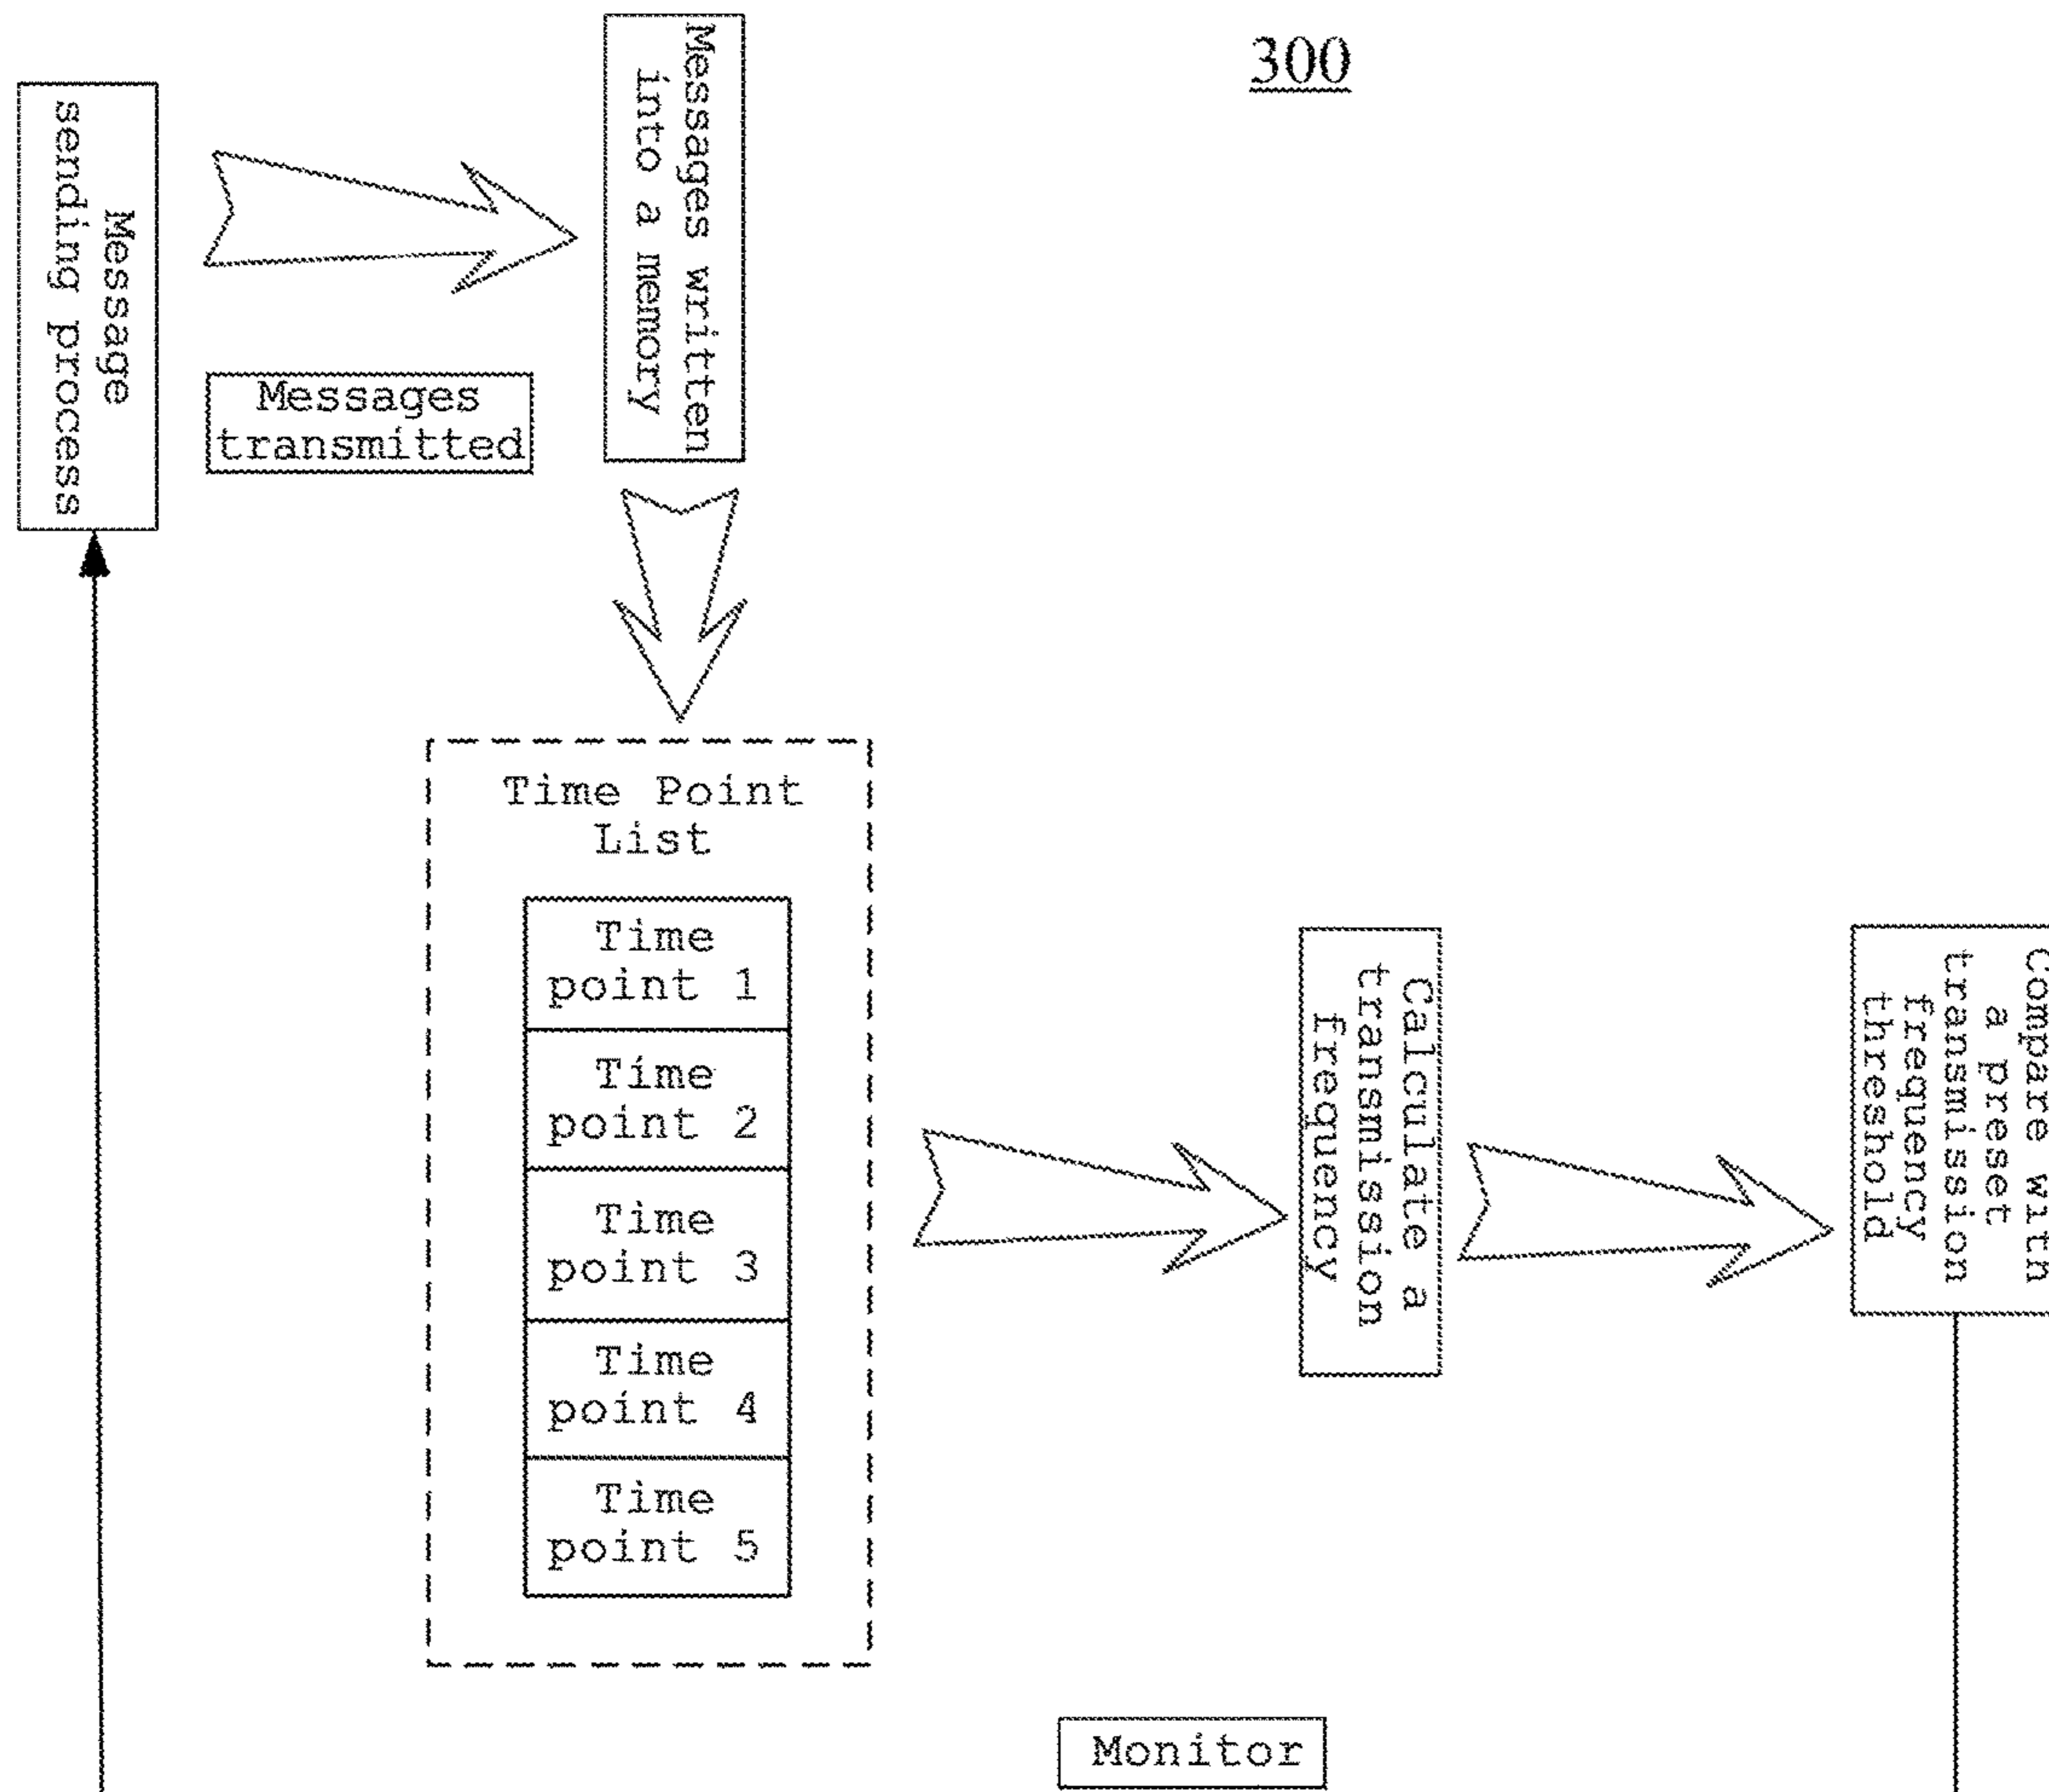 300
Message
sending process
Messages
transmitted
Messages written
into a memory
Time Point
List
Time
point 1
Time
point 2
Time
point 3
Time
point 4
Time
point 5
Calculate a
transmission
frequency
Compare with
a preset
transmission
frequency
threshold
Monitor